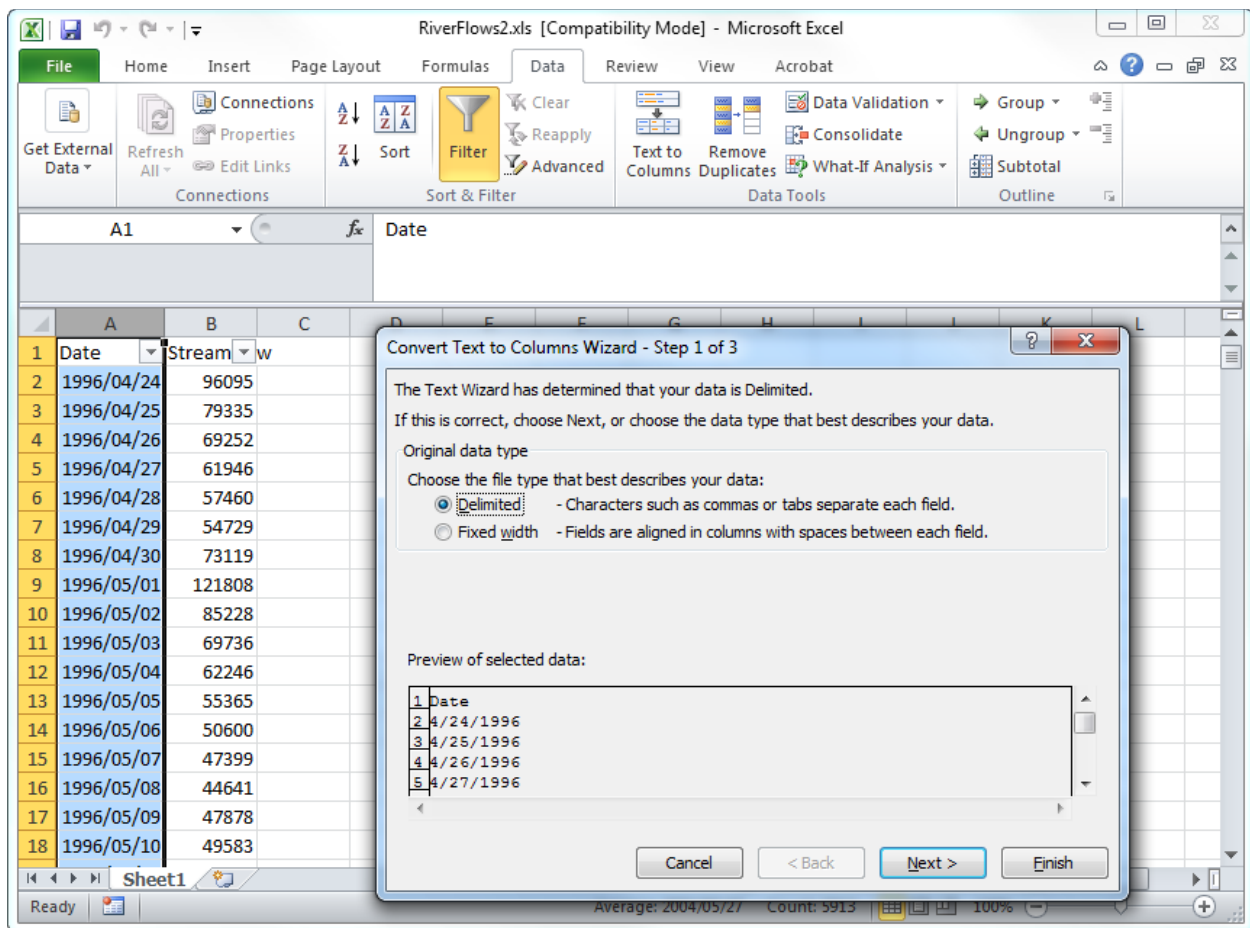 RiverFlows2.xls [Compatibility Mode] - Microsoft Excel
File Home Insert Page Layout Formulas Data Review View Acrobat
Get External Data
Refresh All
Connections
Properties
Edit Links
Connections
Sort
Filter
Clear
Reapply
Advanced
Sort & Filter
Text to Columns
Remove Duplicates
Data Validation
Consolidate
What-If Analysis
Data Tools
Group
Ungroup
Subtotal
Outline
A1 fx Date
A B C
1 Date Stream w
2 1996/04/24 96095
3 1996/04/25 79335
4 1996/04/26 69252
5 1996/04/27 61946
6 1996/04/28 57460
7 1996/04/29 54729
8 1996/04/30 73119
9 1996/05/01 121808
10 1996/05/02 85228
11 1996/05/03 69736
12 1996/05/04 62246
13 1996/05/05 55365
14 1996/05/06 50600
15 1996/05/07 47399
16 1996/05/08 44641
17 1996/05/09 47878
18 1996/05/10 49583
Convert Text to Columns Wizard - Step 1 of 3
The Text Wizard has determined that your data is Delimited.
If this is correct, choose Next, or choose the data type that best describes your data.
Original data type
Choose the file type that best describes your data:
Delimited - Characters such as commas or tabs separate each field.
Fixed width - Fields are aligned in columns with spaces between each field.
Preview of selected data:
1 Date
2 4/24/1996
3 4/25/1996
4 4/26/1996
5 4/27/1996
Cancel < Back Next > Finish
Sheet1
Ready Average: 2004/05/27 Count: 5913 100%